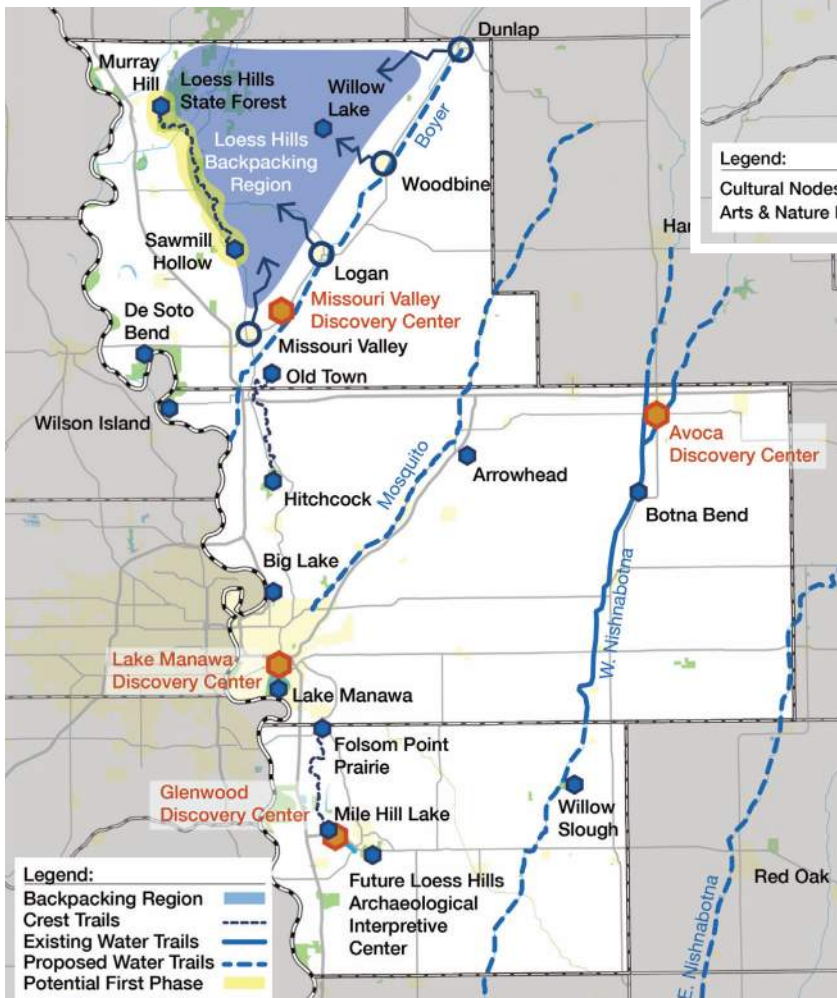 Dunlap
Murray
Hill
Loess Hills
State Forest
Willow
Lake
Loess Hills
Backpacking
Region
Boyer
Woodbine
Sawmill
Hollow
Logan
Missouri Valley
Discovery Center
De Soto
Bend
Missouri Valley
Old Town
Wilson Island
Hitchcock
Mosquito
Arrowhead
Avoca
Discovery Center
Botna Bend
Big Lake
W. Nishnabotna
Lake Manawa
Discovery Center
Lake Manawa
Folsom Point
Prairie
Glenwood
Discovery Center
Mile Hill Lake
Willow
Slough
Future Loess Hills
Archaeological
Interpretive
Center
Red Oak
E. Nishnabotna
Legend:
Backpacking Region
Crest Trails
Existing Water Trails
Proposed Water Trails
Potential First Phase
Legend:
Cultural Nodes
Arts & Nature